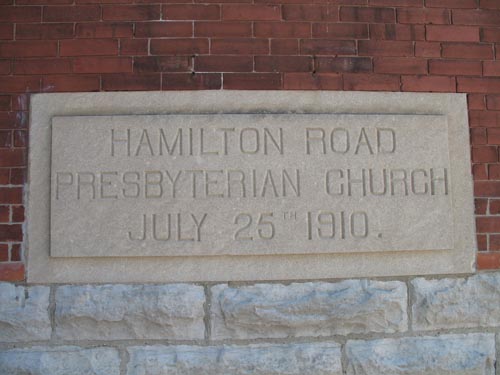 HAMILTON ROAD
PRESBYTERIAN CHURCH
JULY 25TH 1910.